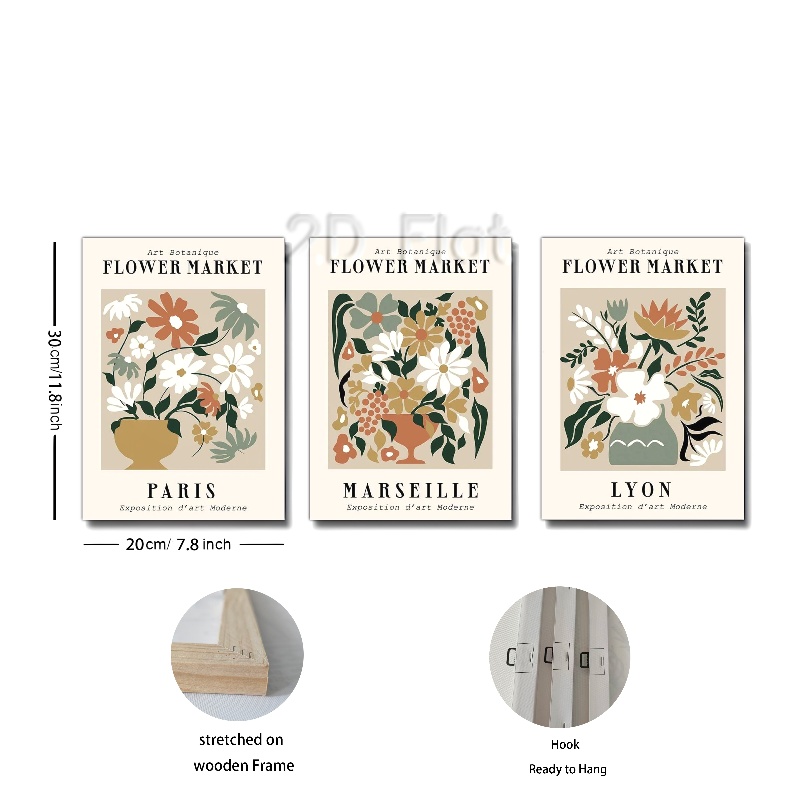 2D Flat
Art Botanique
FLOWER MARKET
PARIS
Exposition d'art Moderne
Art Botanique
FLOWER MARKET
MARSEILLE
Exposition d'art Moderne
Art Botanique
FLOWER MARKET
LYON
Exposition d'art Moderne
30cm/11.8inch
20cm/ 7.8 inch
stretched on
wooden Frame
Hook
Ready to Hang